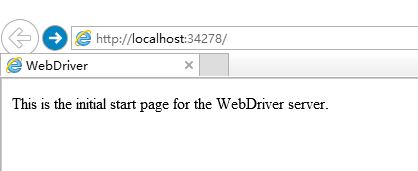 http://localhost:34278/
WebDriver
This is the initial start page for the WebDriver server.